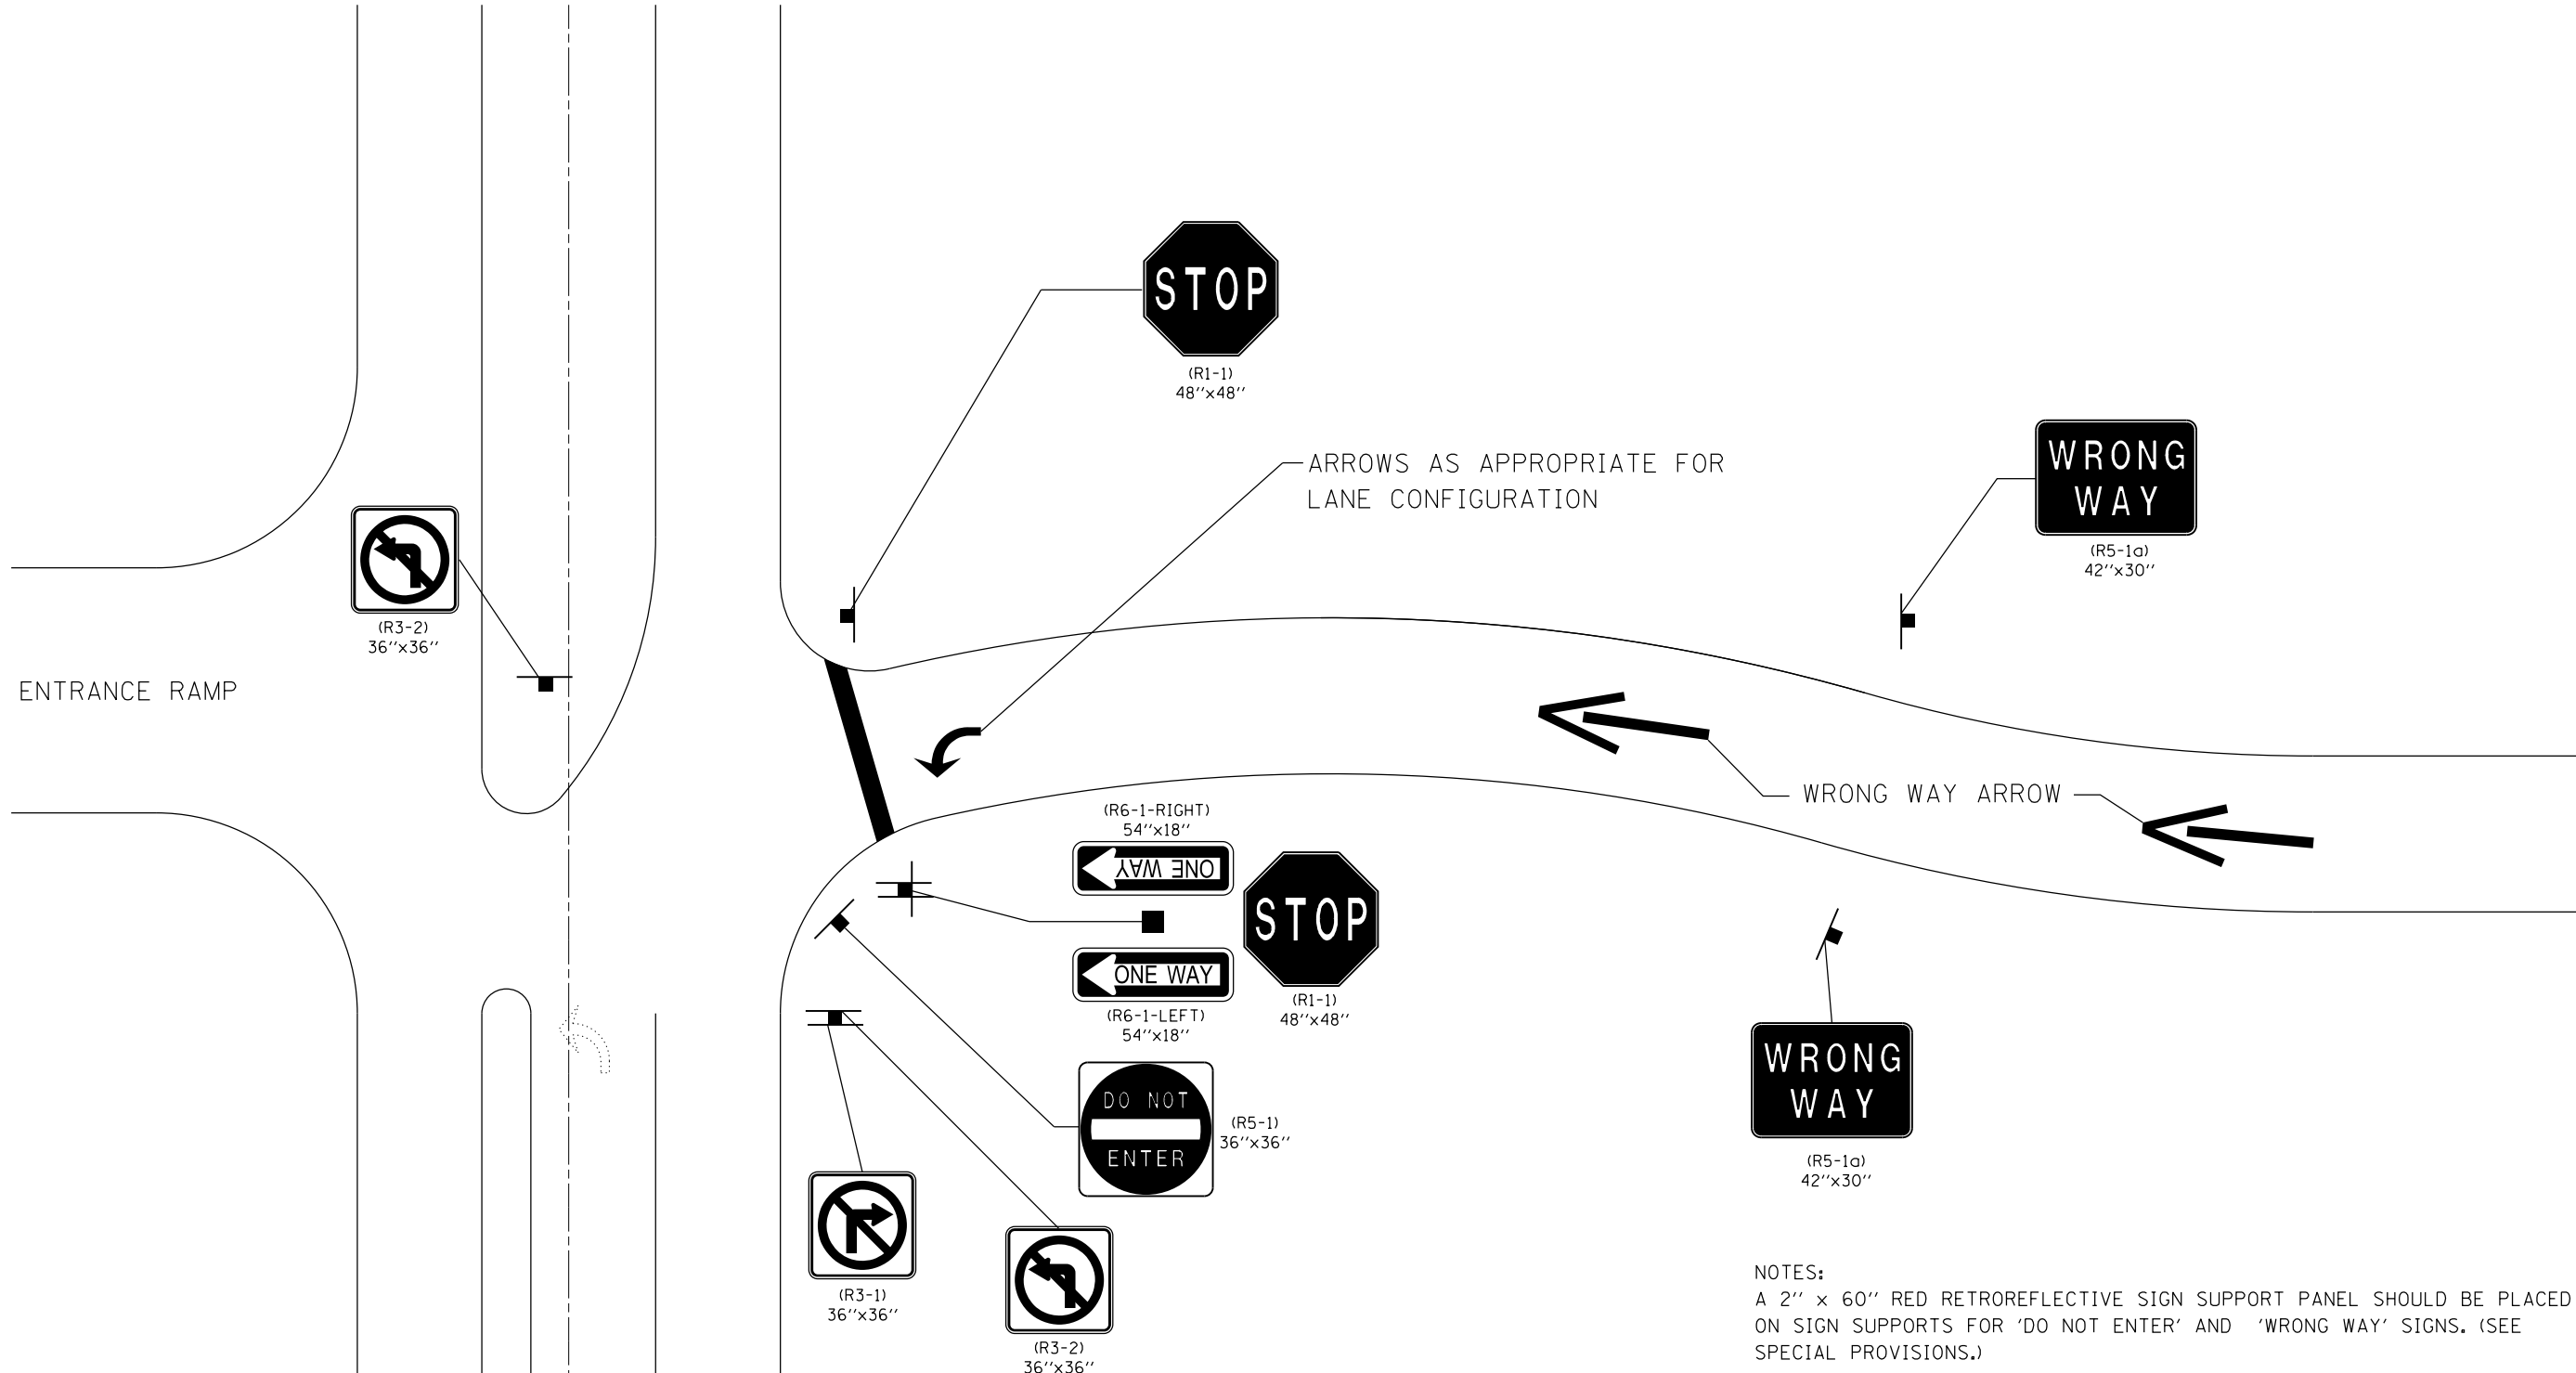 STOP
(R1-1)
48''x48''
ARROWS AS APPROPRIATE FOR
LANE CONFIGURATION
WRONG
WAY
(R5-1a)
42''x30''
(R3-2)
36''x36''
ENTRANCE RAMP
WRONG WAY ARROW
(R6-1-RIGHT)
54''x18''
ONE WAY
STOP
(R1-1)
48''x48''
ONE WAY
(R6-1-LEFT)
54''x18''
DO NOT
ENTER
(R5-1)
36''x36''
WRONG
WAY
(R5-1a)
42''x30''
(R3-1)
36''x36''
(R3-2)
36''x36''
NOTES:
A 2'' x 60'' RED RETROREFLECTIVE SIGN SUPPORT PANEL SHOULD BE PLACED
ON SIGN SUPPORTS FOR 'DO NOT ENTER' AND 'WRONG WAY' SIGNS. (SEE
SPECIAL PROVISIONS.)